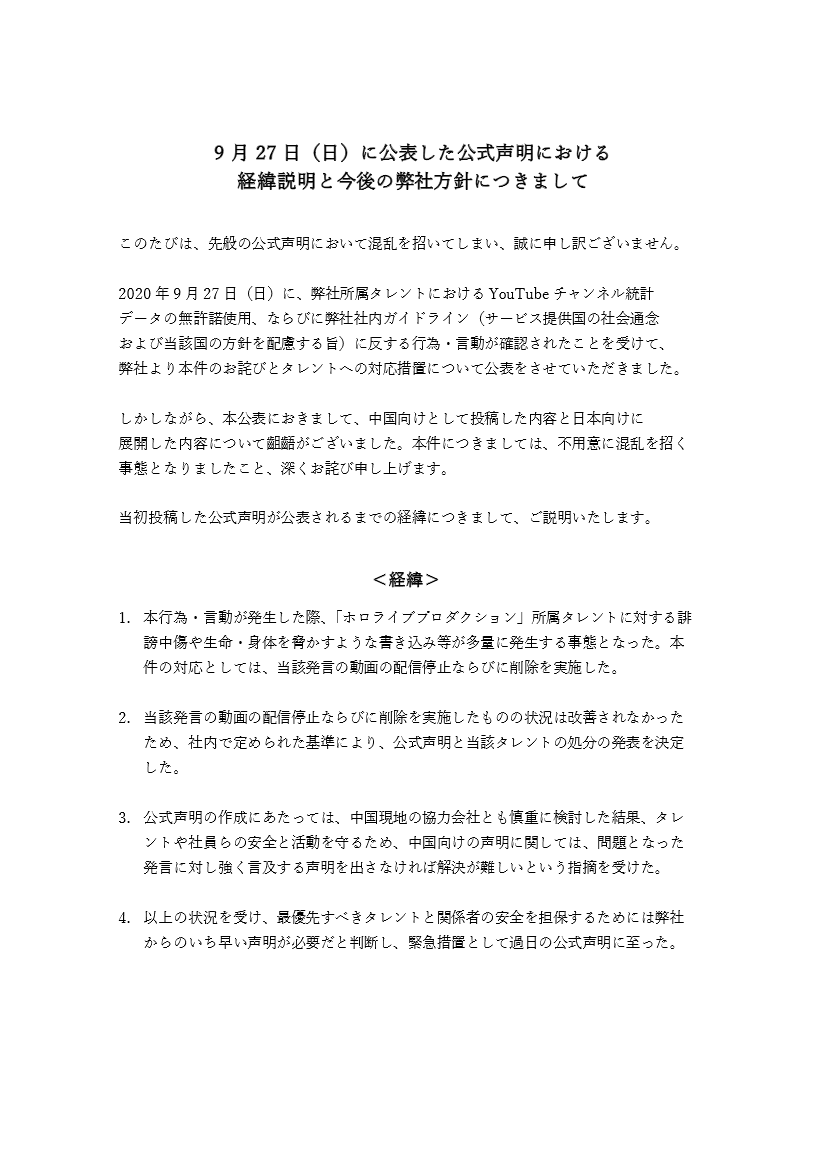 9 月 27 日（日）に公表した公式声明における
経緯説明と今後の弊社方針につきまして
このたびは、先般の公式声明において混乱を招いてしまい、誠に申し訳ございません。
2020 年 9 月 27 日（日）に、弊社所属タレントにおける YouTube チャンネル統計
データの無許諾使用、ならびに弊社社内ガイドライン（サービス提供国の社会通念
および当該国の方針を配慮する旨）に反する行為・言動が確認されたことを受けて、
弊社より本件のお詫びとタレントへの対応措置について公表をさせていただきました。
しかしながら、本公表におきまして、中国向けとして投稿した内容と日本向けに
展開した内容について齟齬がございました。本件につきましては、不用意に混乱を招く
事態となりましたこと、深くお詫び申し上げます。
当初投稿した公式声明が公表されるまでの経緯につきまして、ご説明いたします。
＜経緯＞
1. 本行為・言動が発生した際、「ホロライブプロダクション」所属タレントに対する誹
謗中傷や生命・身体を脅かすような書き込み等が多量に発生する事態となった。本
件の対応としては、当該発言の動画の配信停止ならびに削除を実施した。
2. 当該発言の動画の配信停止ならびに削除を実施したものの状況は改善されなかった
ため、社内で定められた基準により、公式声明と当該タレントの処分の発表を決定
した。
3. 公式声明の作成にあたっては、中国現地の協力会社とも慎重に検討した結果、タレ
ントや社員らの安全と活動を守るため、中国向けの声明に関しては、問題となった
発言に対し強く言及する声明を出さなければ解決が難しいという指摘を受けた。
4. 以上の状況を受け、最優先すべきタレントと関係者の安全を担保するためには弊社
からのいち早い声明が必要だと判断し、緊急措置として過日の公式声明に至った。